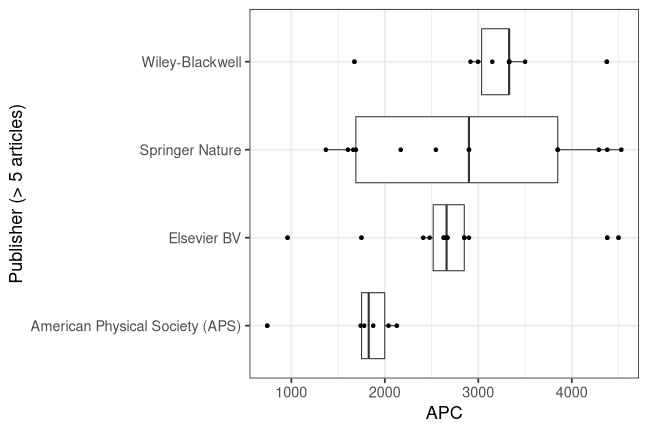 Publisher (> 5 articles)
Wiley-Blackwell
Springer Nature
Elsevier BV
American Physical Society (APS)
1000 2000 3000 4000
APC